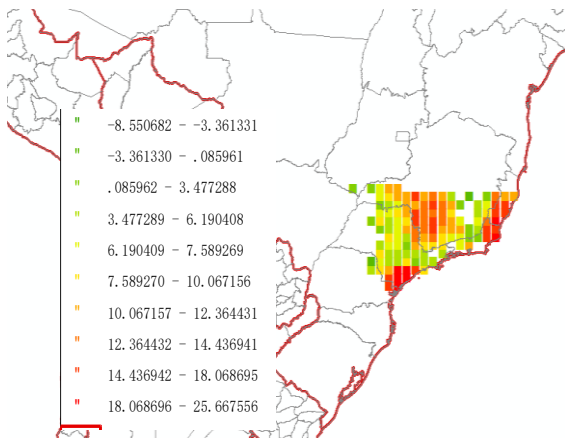 " -8.550682 - -3.361331
" -3.361330 - .085961
" .085962 - 3.477288
" 3.477289 - 6.190408
" 6.190409 - 7.589269
" 7.589270 - 10.067156
" 10.067157 - 12.364431
" 12.364432 - 14.436941
" 14.436942 - 18.068695
" 18.068696 - 25.667556